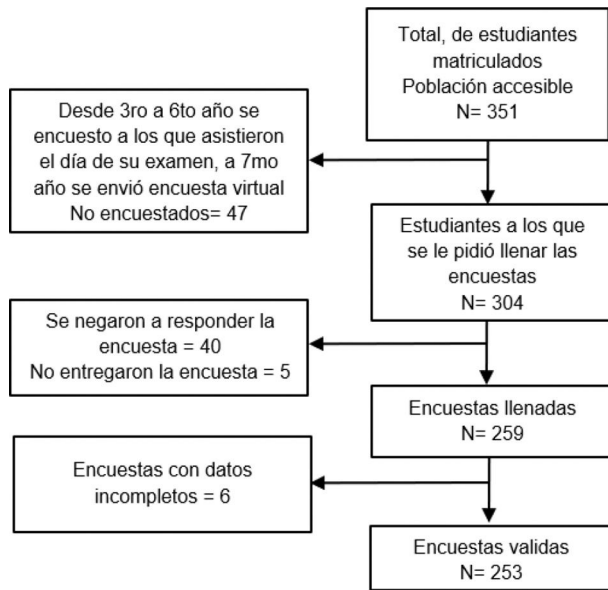 Total, de estudiantes
matriculados
Población accesible
N= 351
Desde 3ro a 6to año se
encuesto a los que asistieron
el día de su examen, a 7mo
año se envió encuesta virtual
No encuestados= 47
Estudiantes a los que
se le pidió llenar las
encuestas
N= 304
Se negaron a responder la
encuesta = 40
No entregaron la encuesta = 5
Encuestas llenadas
N= 259
Encuestas con datos
incompletos = 6
Encuestas validas
N= 253